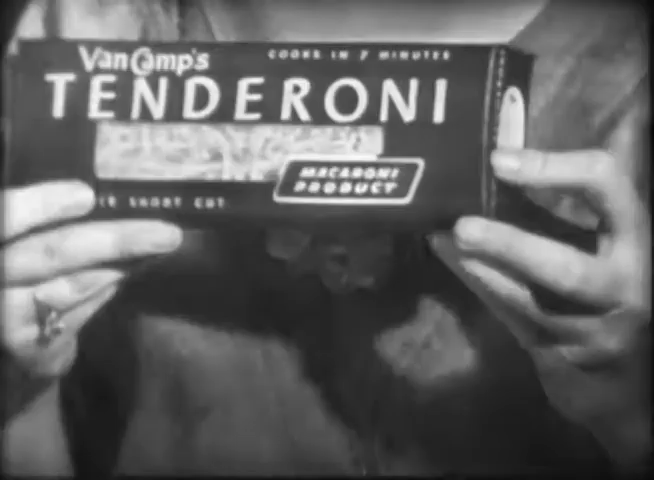 Van Camp's
COOKS IN 7 MINUTES
TENDERONI
MACARONI
PRODUCT
SHORT CUT